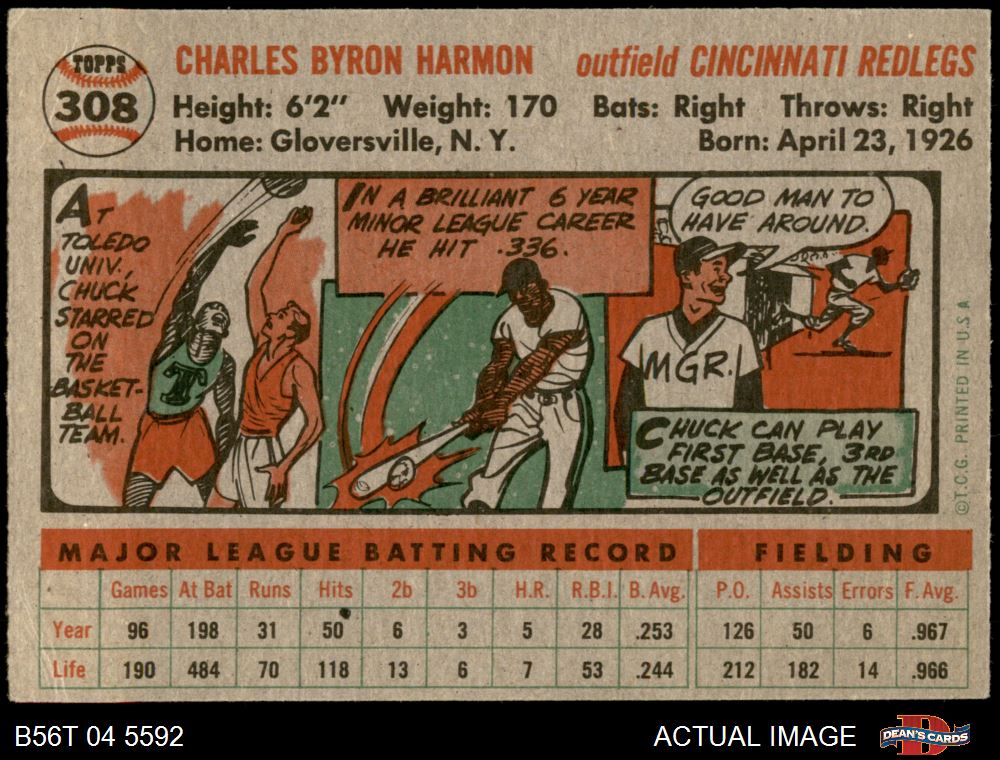 TOPPS
308
CHARLES BYRON HARMON outfield CINCINNATI REDLEGS
Height: 6'2" Weight: 170 Bats: Right Throws: Right
Home: Gloversville, N. Y. Born: April 23, 1926
AT
TOLEDO
UNIV.,
CHUCK
STARRED
ON
THE
BASKET-
BALL
TEAM.
T
IN A BRILLIANT 6 YEAR
MINOR LEAGUE CAREER
HE HIT .336.
GOOD MAN TO
HAVE AROUND.
MGR.
CHUCK CAN PLAY
FIRST BASE, 3RD
BASE AS WELL AS THE
OUTFIELD.
©T.C.G. PRINTED IN U.S.A.
MAJOR LEAGUE BATTING RECORD FIELDING
Games At Bat Runs Hits 2b 3b H.R. R.B.I. B. Avg. P.O. Assists Errors F. Avg.
Year 96 198 31 50 6 3 5 28 .253 126 50 6 .967
Life 190 484 70 118 13 6 7 53 .244 212 182 14 .966
B56T 04 5592 ACTUAL IMAGE DEAN'S CARDS